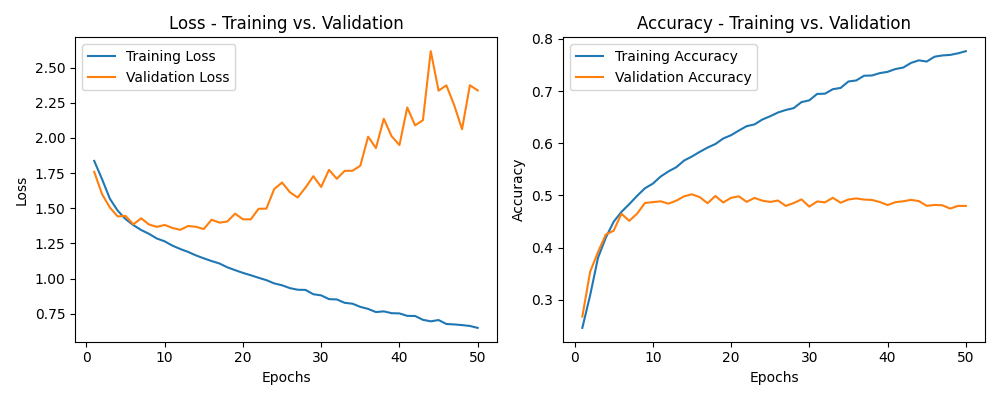 Loss - Training vs. Validation
Training Loss
Validation Loss
2.50
2.25
2.00
1.75
1.50
1.25
1.00
0.75
Loss
0 10 20 30 40 50
Epochs
Accuracy - Training vs. Validation
Training Accuracy
Validation Accuracy
0.8
0.7
0.6
0.5
0.4
0.3
Accuracy
0 10 20 30 40 50
Epochs